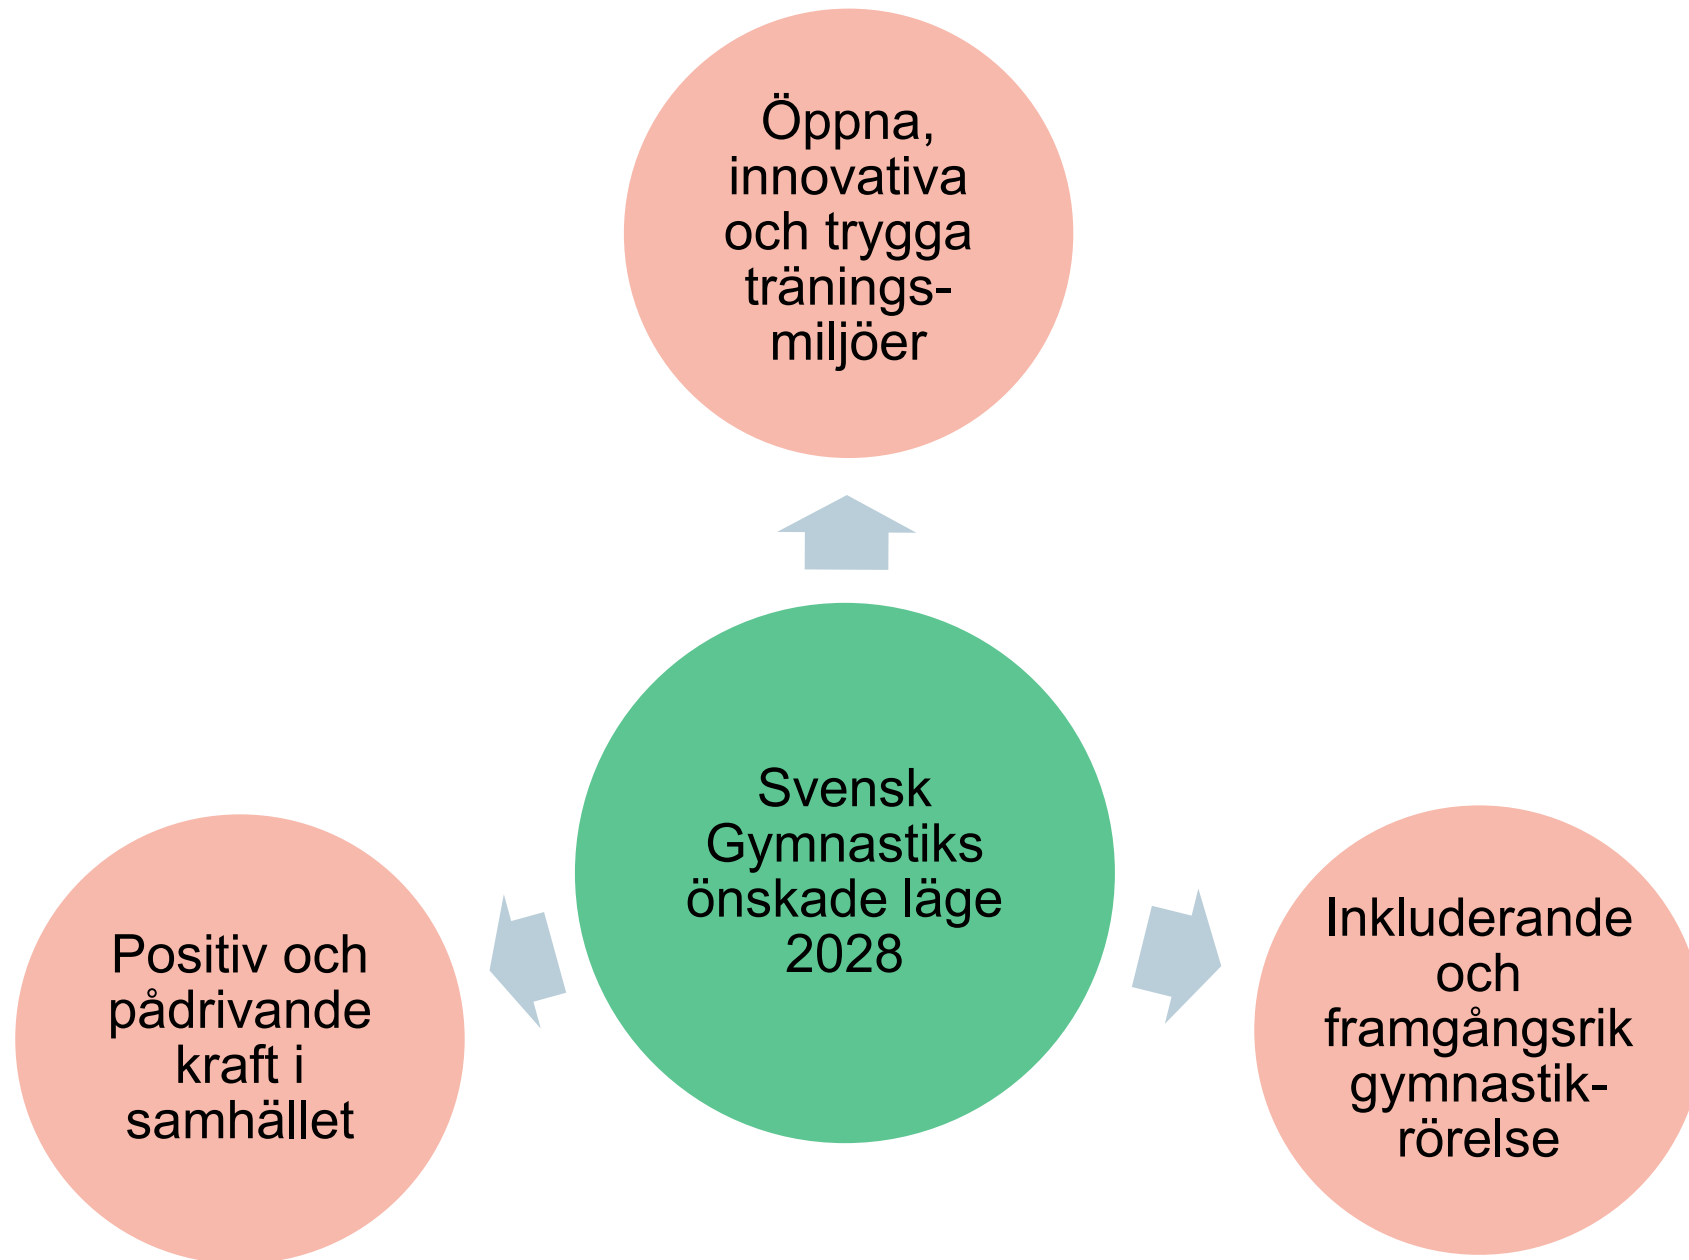 Öppna,
innovativa
och trygga
tränings-
miljöer
Svensk
Gymnastiks
önskade läge
2028
Positiv och
pådrivande
kraft i
samhället
Inkluderande
och
framgångsrik
gymnastik-
rörelse